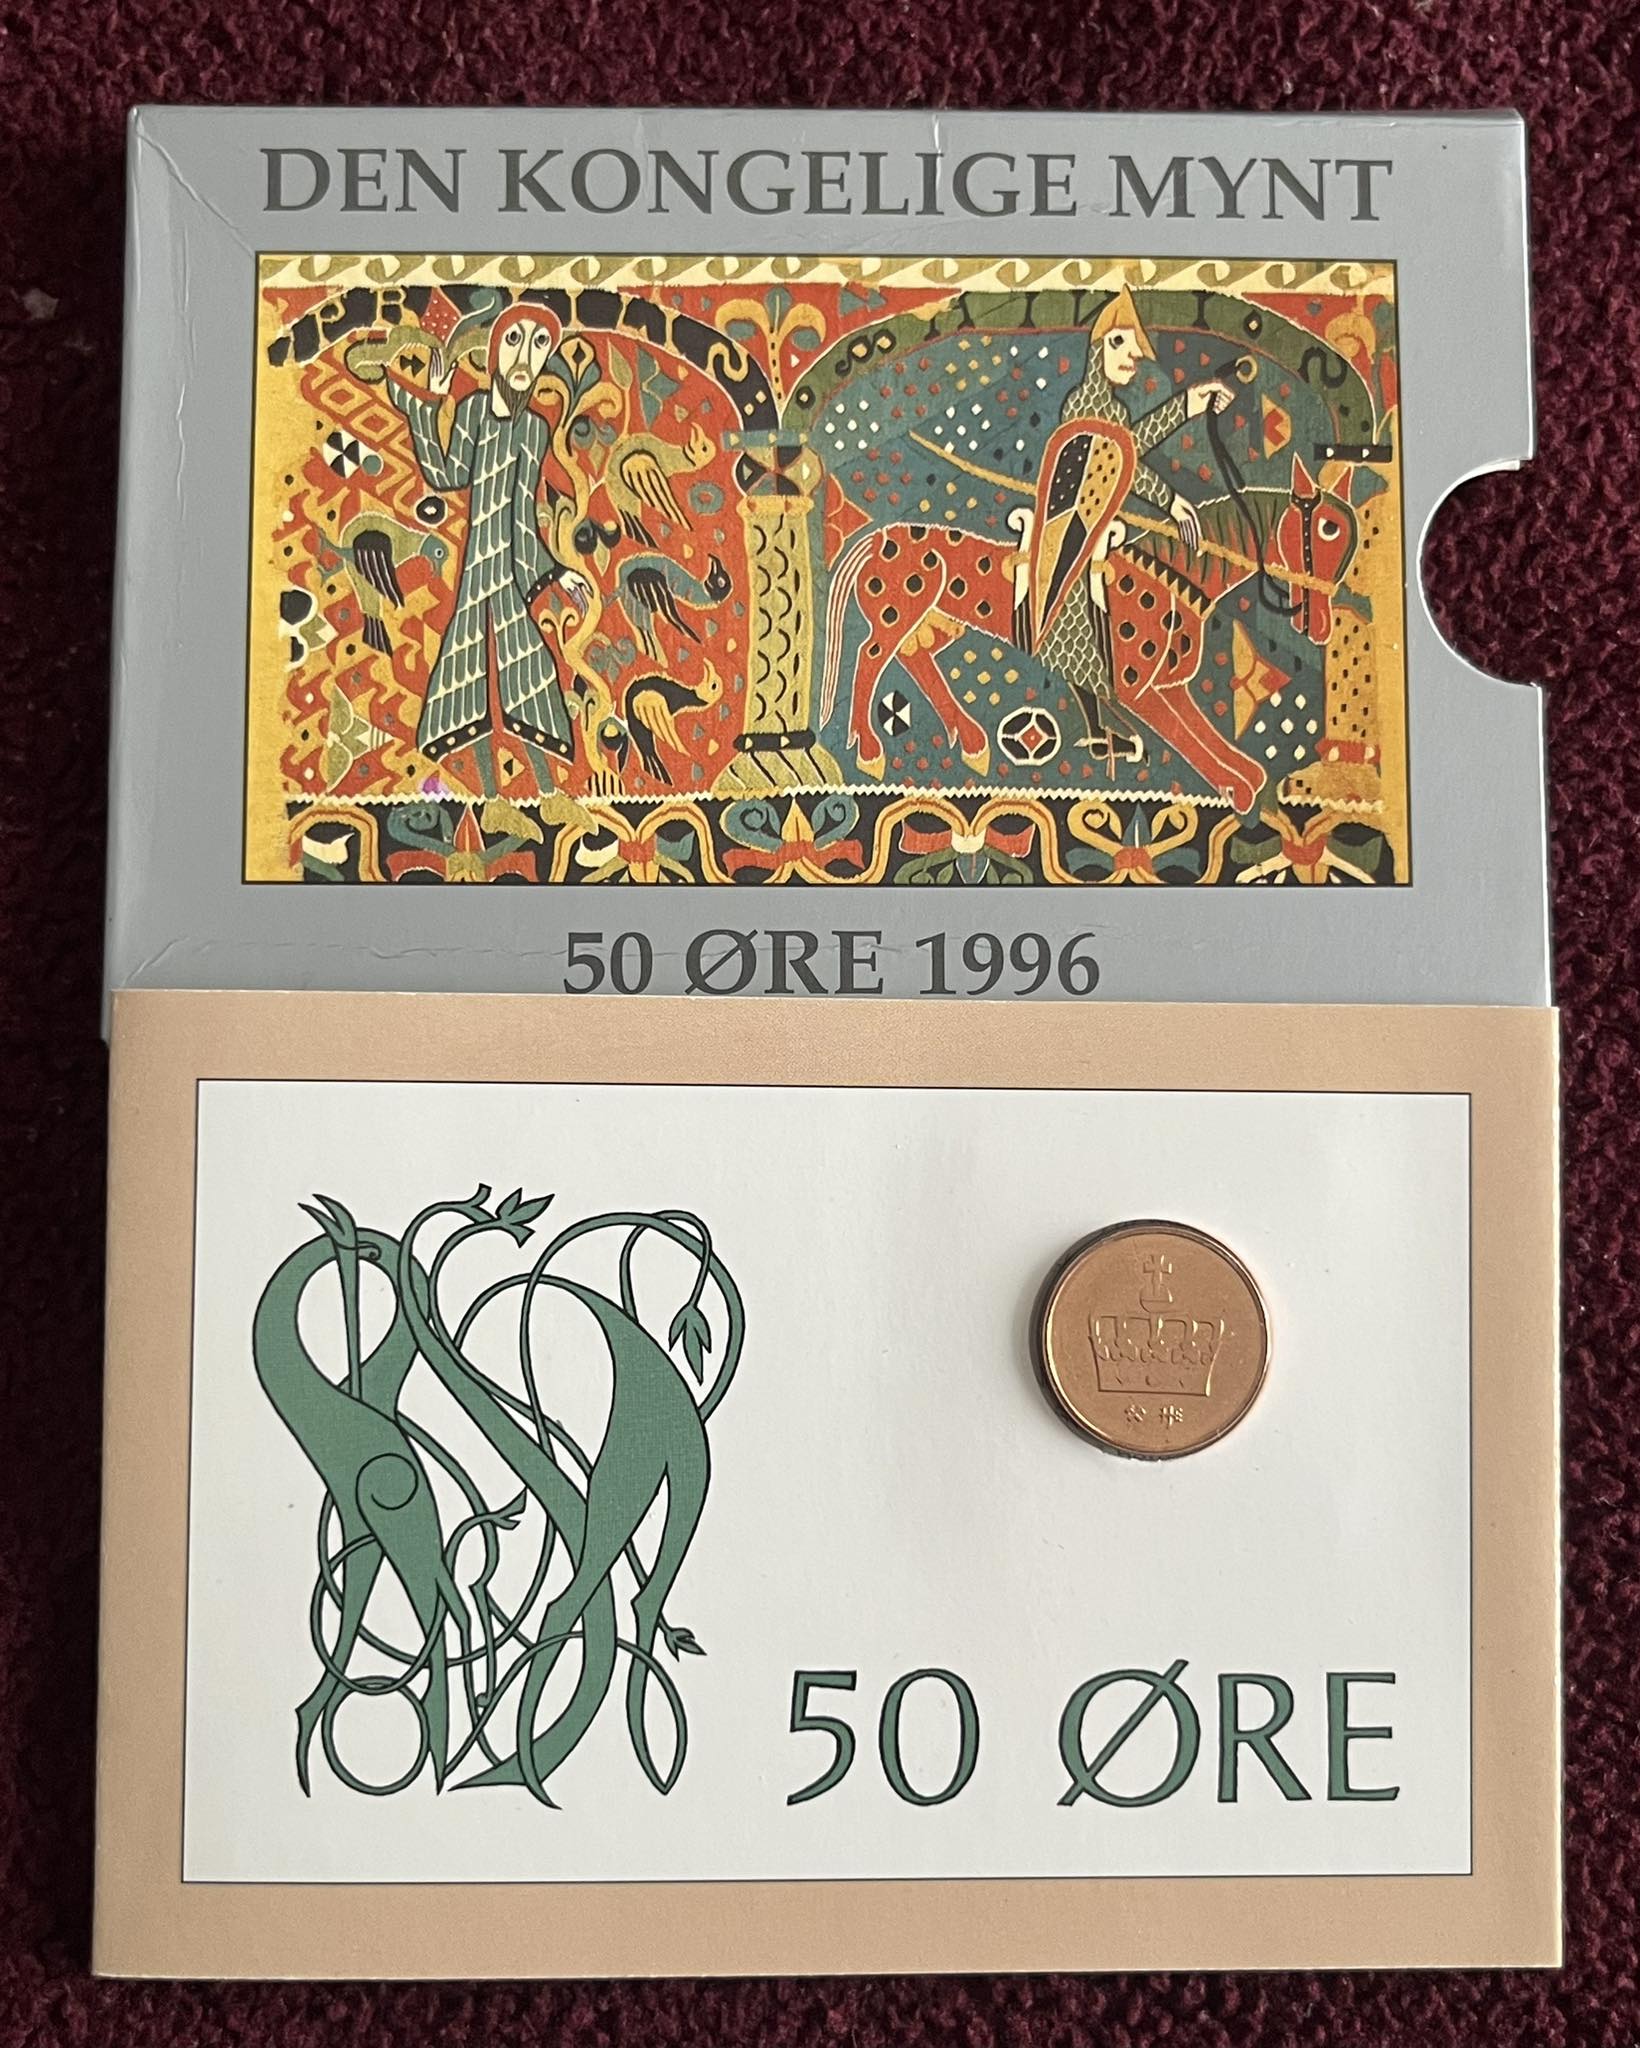 DEN KONGELIGE MYNT
50 ØRE 1996
50 ØRE